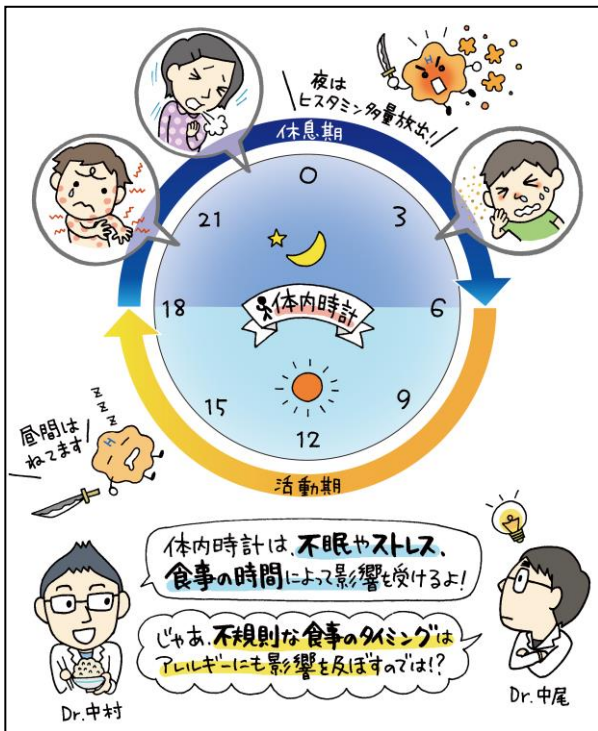 夜は
ヒスタミン多量放出!
休息期
H
0
21
3
18
体内時計
6
15
9
12
z
z
z
昼間は
ねてます
H
活動期
体内時計は、不眠やストレス、
食事の時間によって影響を受けるよ!
じゃあ、不規則な食事のタイミングは
アレルギーにも影響を及ぼすのでは!?
Dr.中村
Dr.中尾